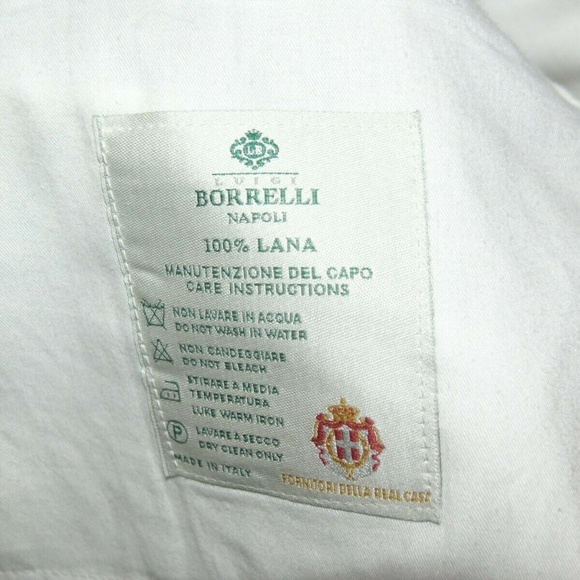 LB
LUIGI
BORRELLI
NAPOLI
100% LANA
MANUTENZIONE DEL CAPO
CARE INSTRUCTIONS
NON LAVARE IN ACQUA
DO NOT WASH IN WATER
NON CANDEGGIARE
DO NOT BLEACH
STIRARE A MEDIA
TEMPERATURA
LUKE WARM IRON
P
LAVARE A SECCO
DRY CLEAN ONLY
MADE IN ITALY
FORNITORI DELLA REAL CASA